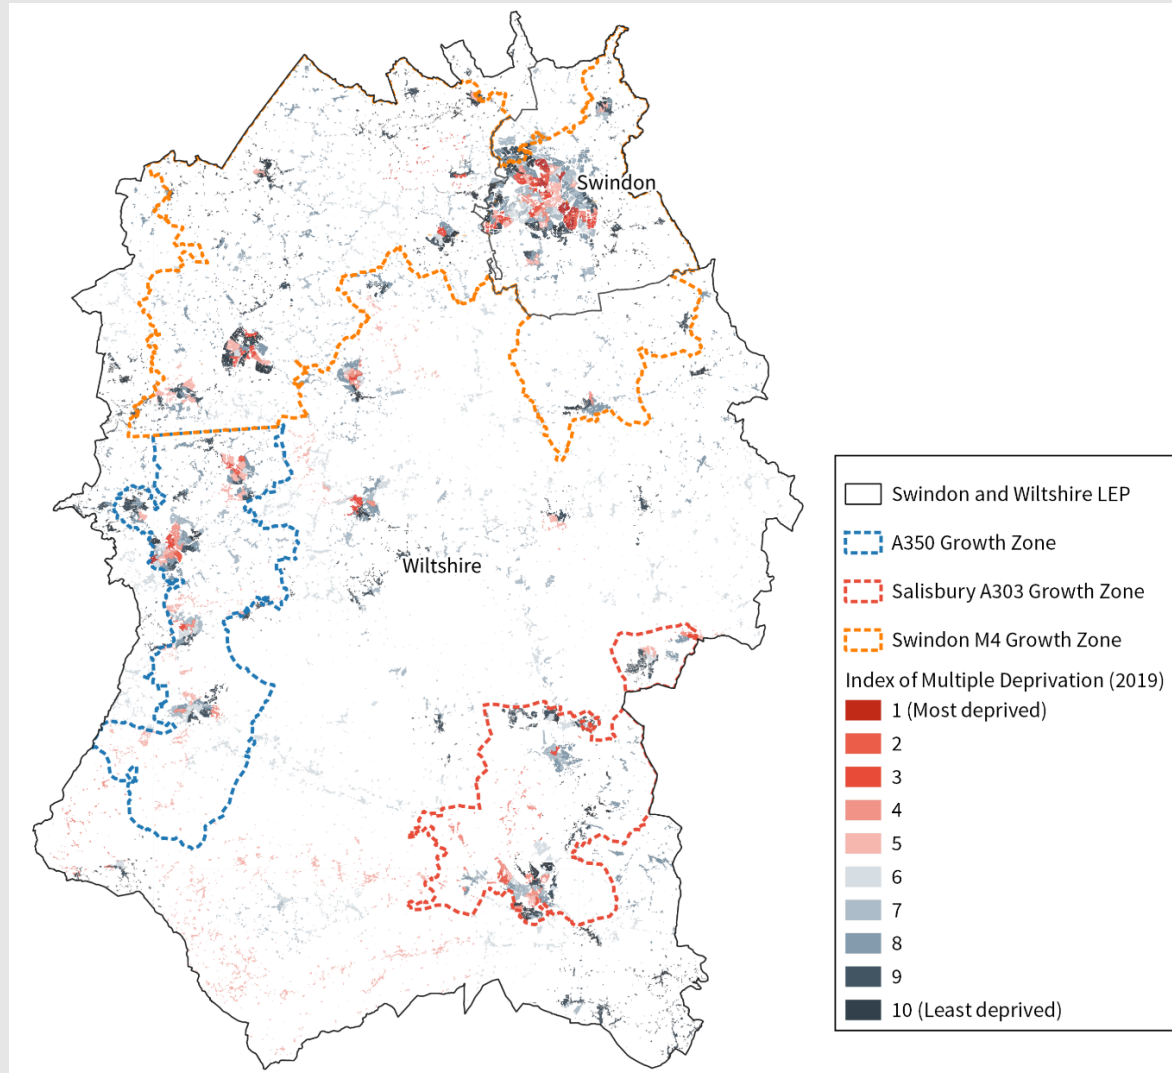 Swindon
Wiltshire
Swindon and Wiltshire LEP
A350 Growth Zone
Salisbury A303 Growth Zone
Swindon M4 Growth Zone
Index of Multiple Deprivation (2019)
1 (Most deprived)
2
3
4
5
6
7
8
9
10 (Least deprived)